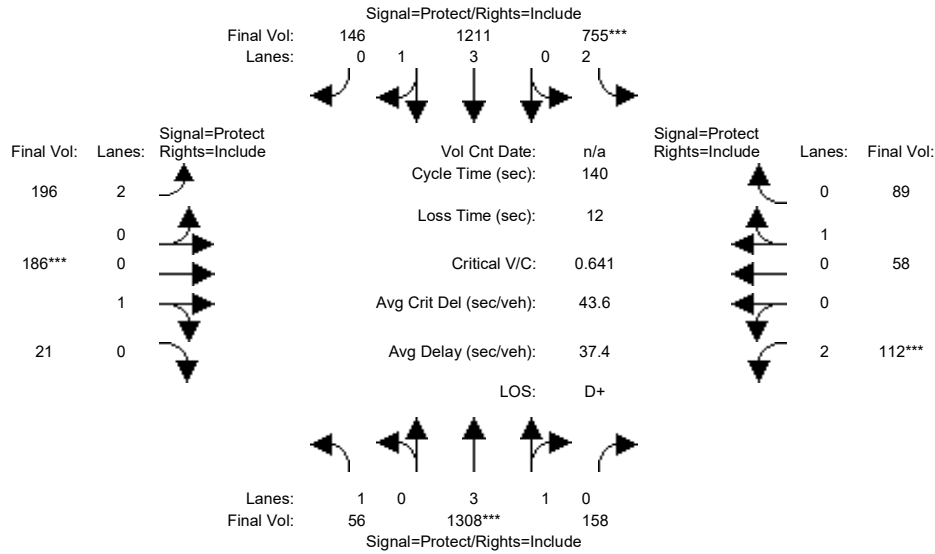 Signal=Protect/Rights=Include
Final Vol: 146 1211 755***
Lanes: 0 1 3 0 2
Signal=Protect Signal=Protect
Final Vol: Lanes: Rights=Include Vol Cnt Date: n/a Rights=Include Lanes: Final Vol:
Cycle Time (sec): 140
196 2 0 89
Loss Time (sec): 12
0 1
186*** 0 Critical V/C: 0.641 0 58
1 Avg Crit Del (sec/veh): 43.6 0
21 0 Avg Delay (sec/veh): 37.4 2 112***
LOS: D+
Lanes: 1 0 3 1 0
Final Vol: 56 1308*** 158
Signal=Protect/Rights=Include